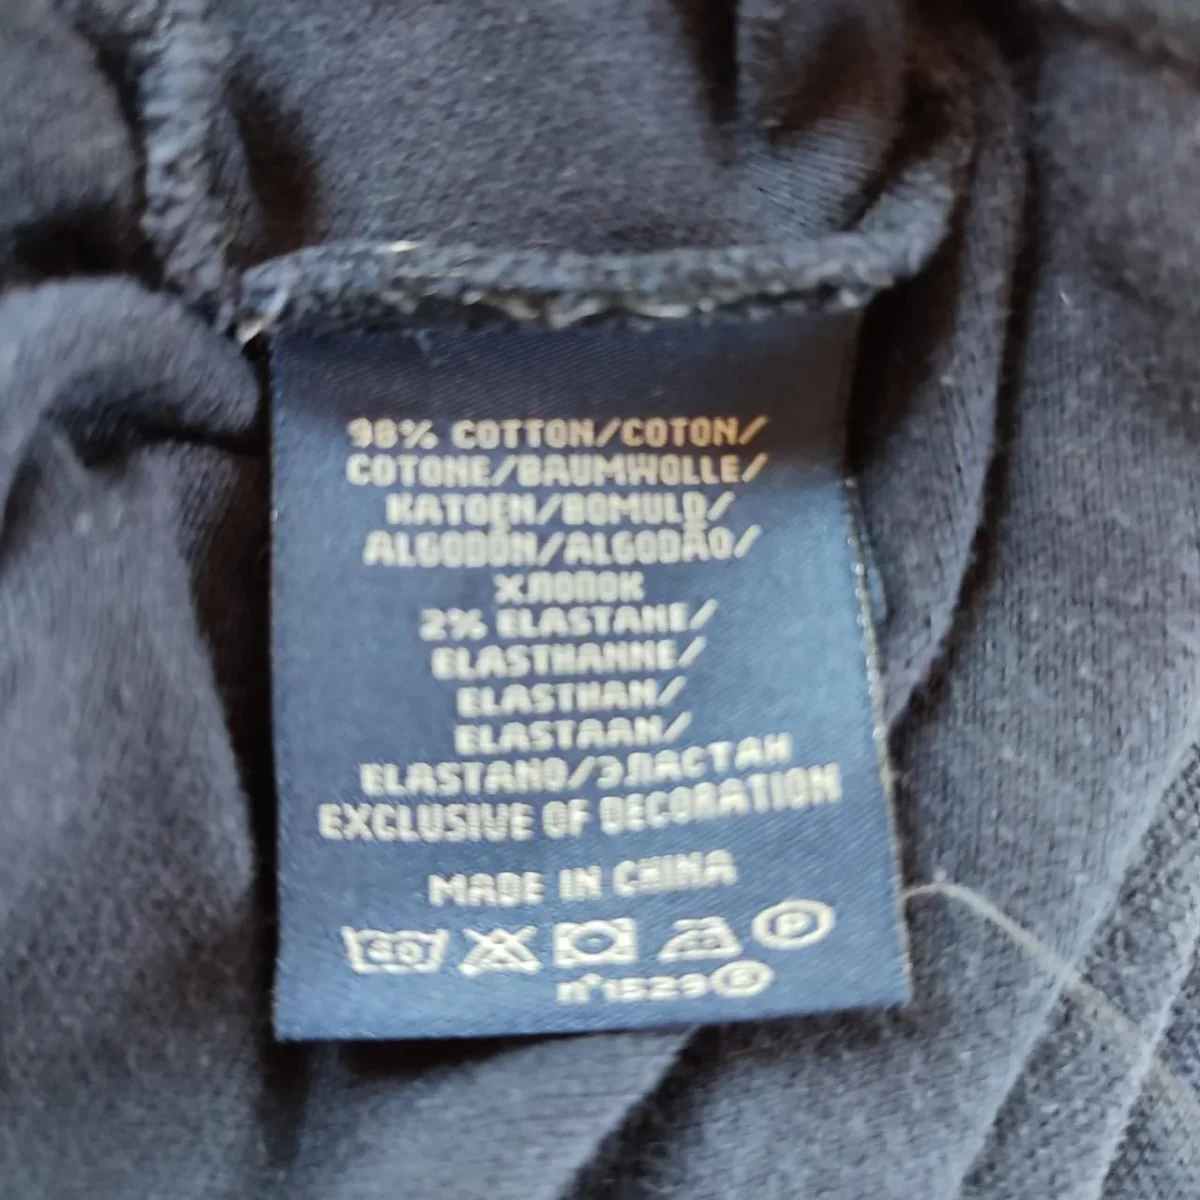 98% COTTON/COTON/
COTONE/BAUMWOLLE/
KATOEN/BOMULD/
ALGODÓN/ALGODÃO/
ХЛОПОК
2% ELASTANE/
ELASTHANNE/
ELASTHAN/
ELASTAAN/
ELASTANO/ЭЛАСТАН
EXCLUSIVE OF DECORATION
MADE IN CHINA
P
n°1529®